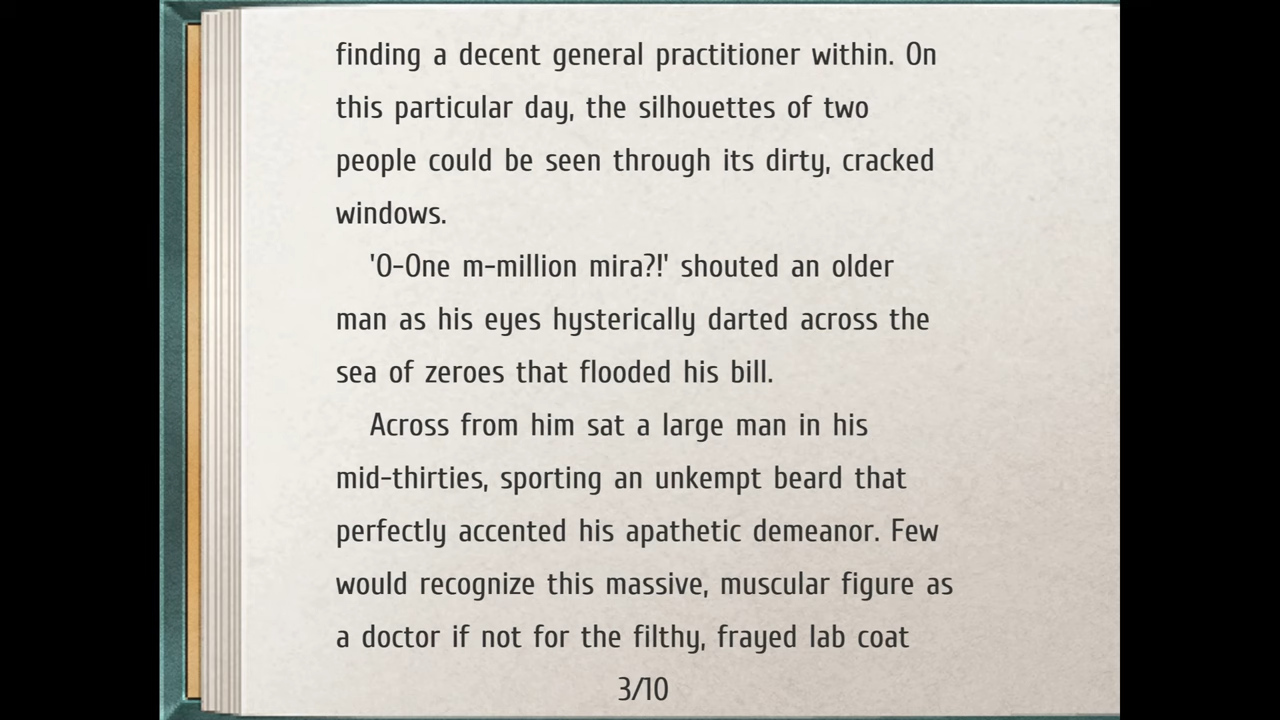 finding a decent general practitioner within. On
this particular day, the silhouettes of two
people could be seen through its dirty, cracked
windows.
'O-One m-million mira?!' shouted an older
man as his eyes hysterically darted across the
sea of zeroes that flooded his bill.
Across from him sat a large man in his
mid-thirties, sporting an unkempt beard that
perfectly accented his apathetic demeanor. Few
would recognize this massive, muscular figure as
a doctor if not for the filthy, frayed lab coat
3/10